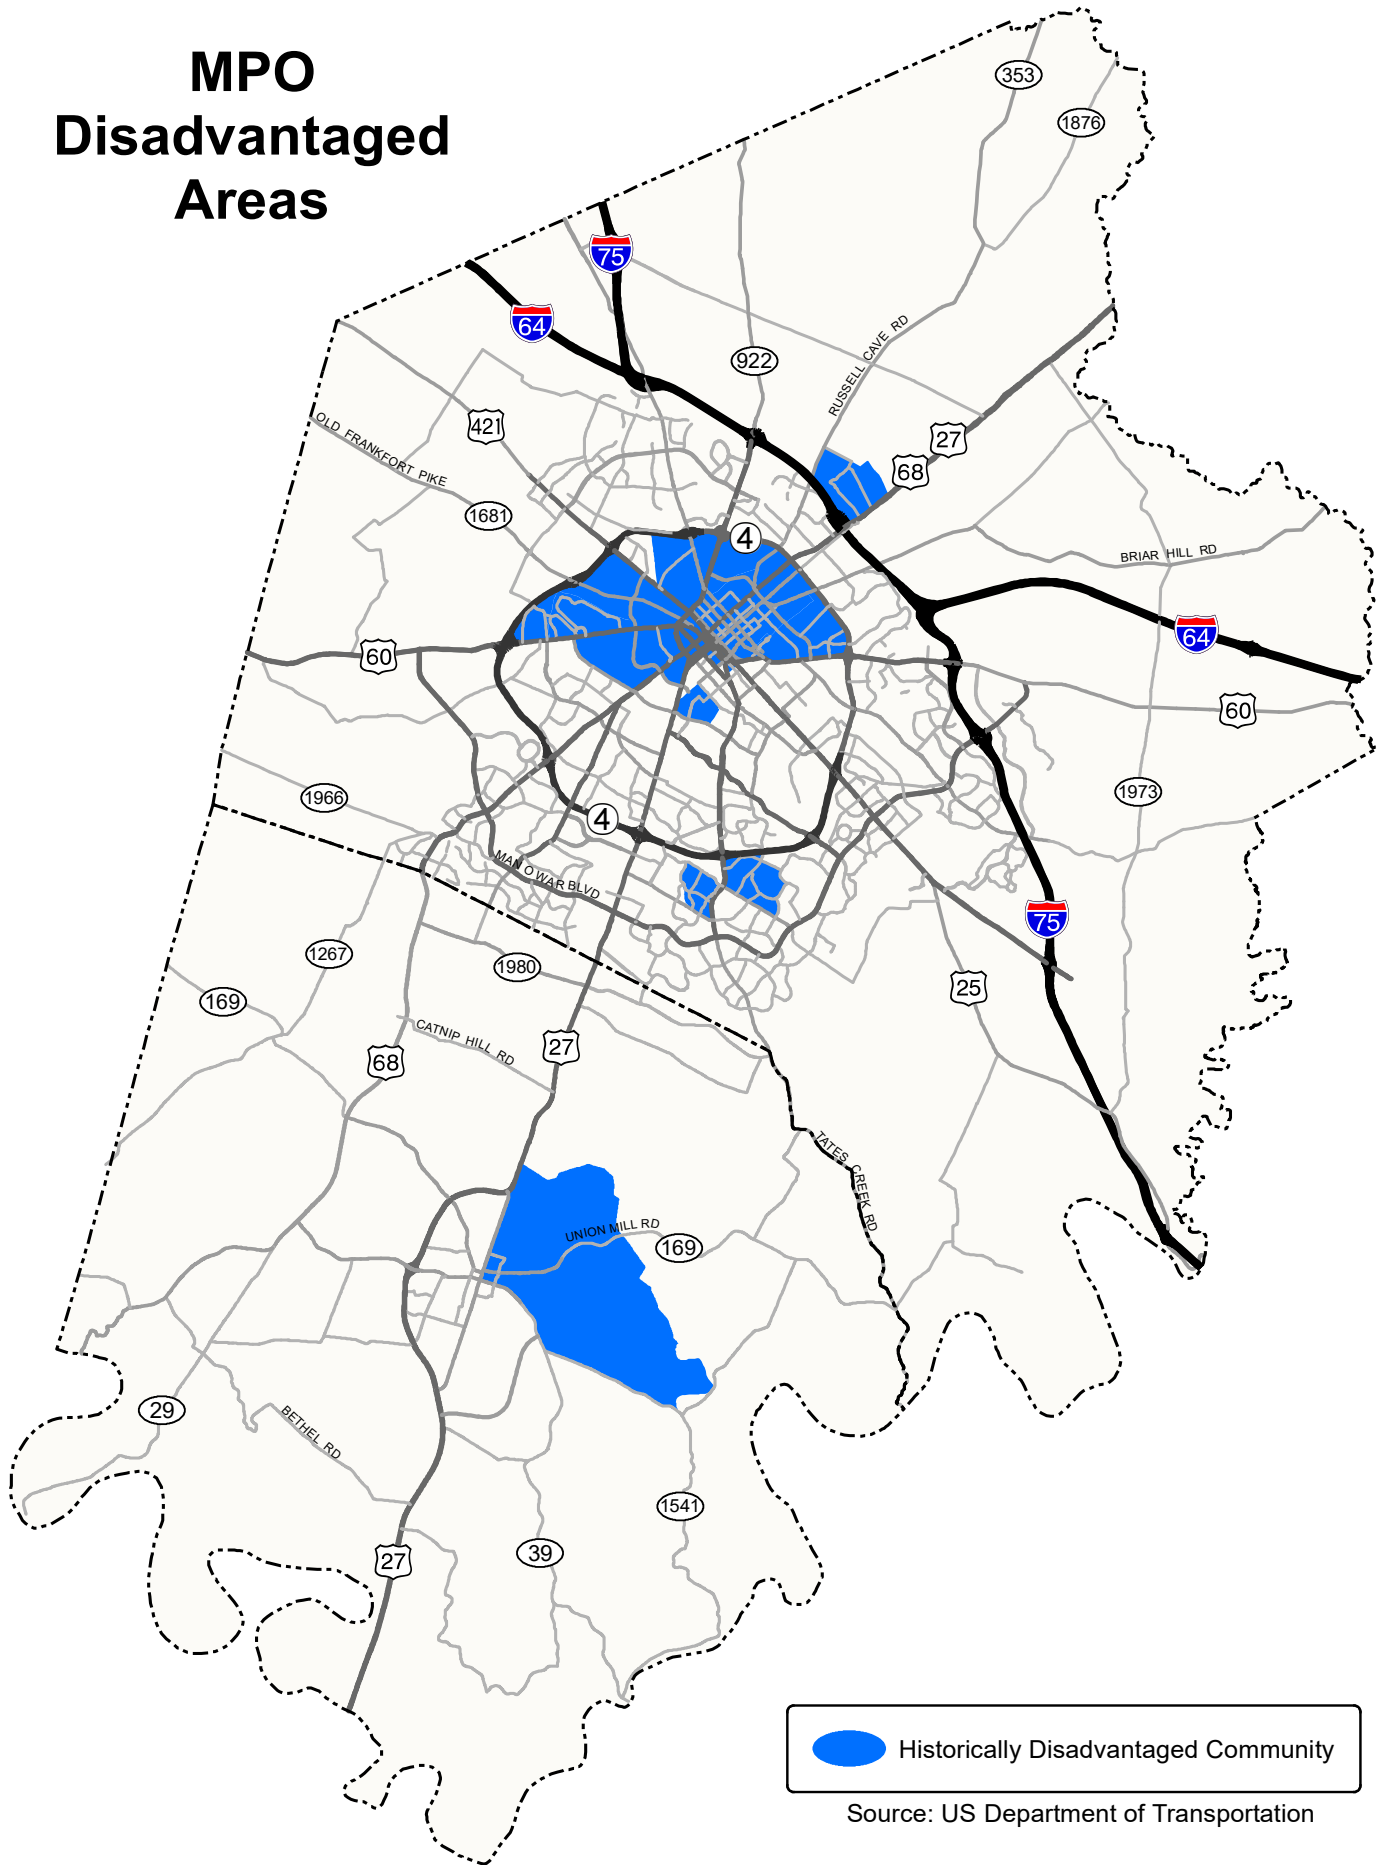 MPO
Disadvantaged
Areas
353
1876
75
64
922
RUSSELL CAVE RD
421
27
OLD FRANKFORT PIKE
68
1681
4
BRIAR HILL RD
64
60
60
1966
1973
4
MAN O WAR BLVD
75
1267
1980
25
169
CATNIP HILL RD
27
68
TATES CREEK RD
UNION MILL RD
169
29
BETHEL RD
1541
39
27
Historically Disadvantaged Community
Source: US Department of Transportation